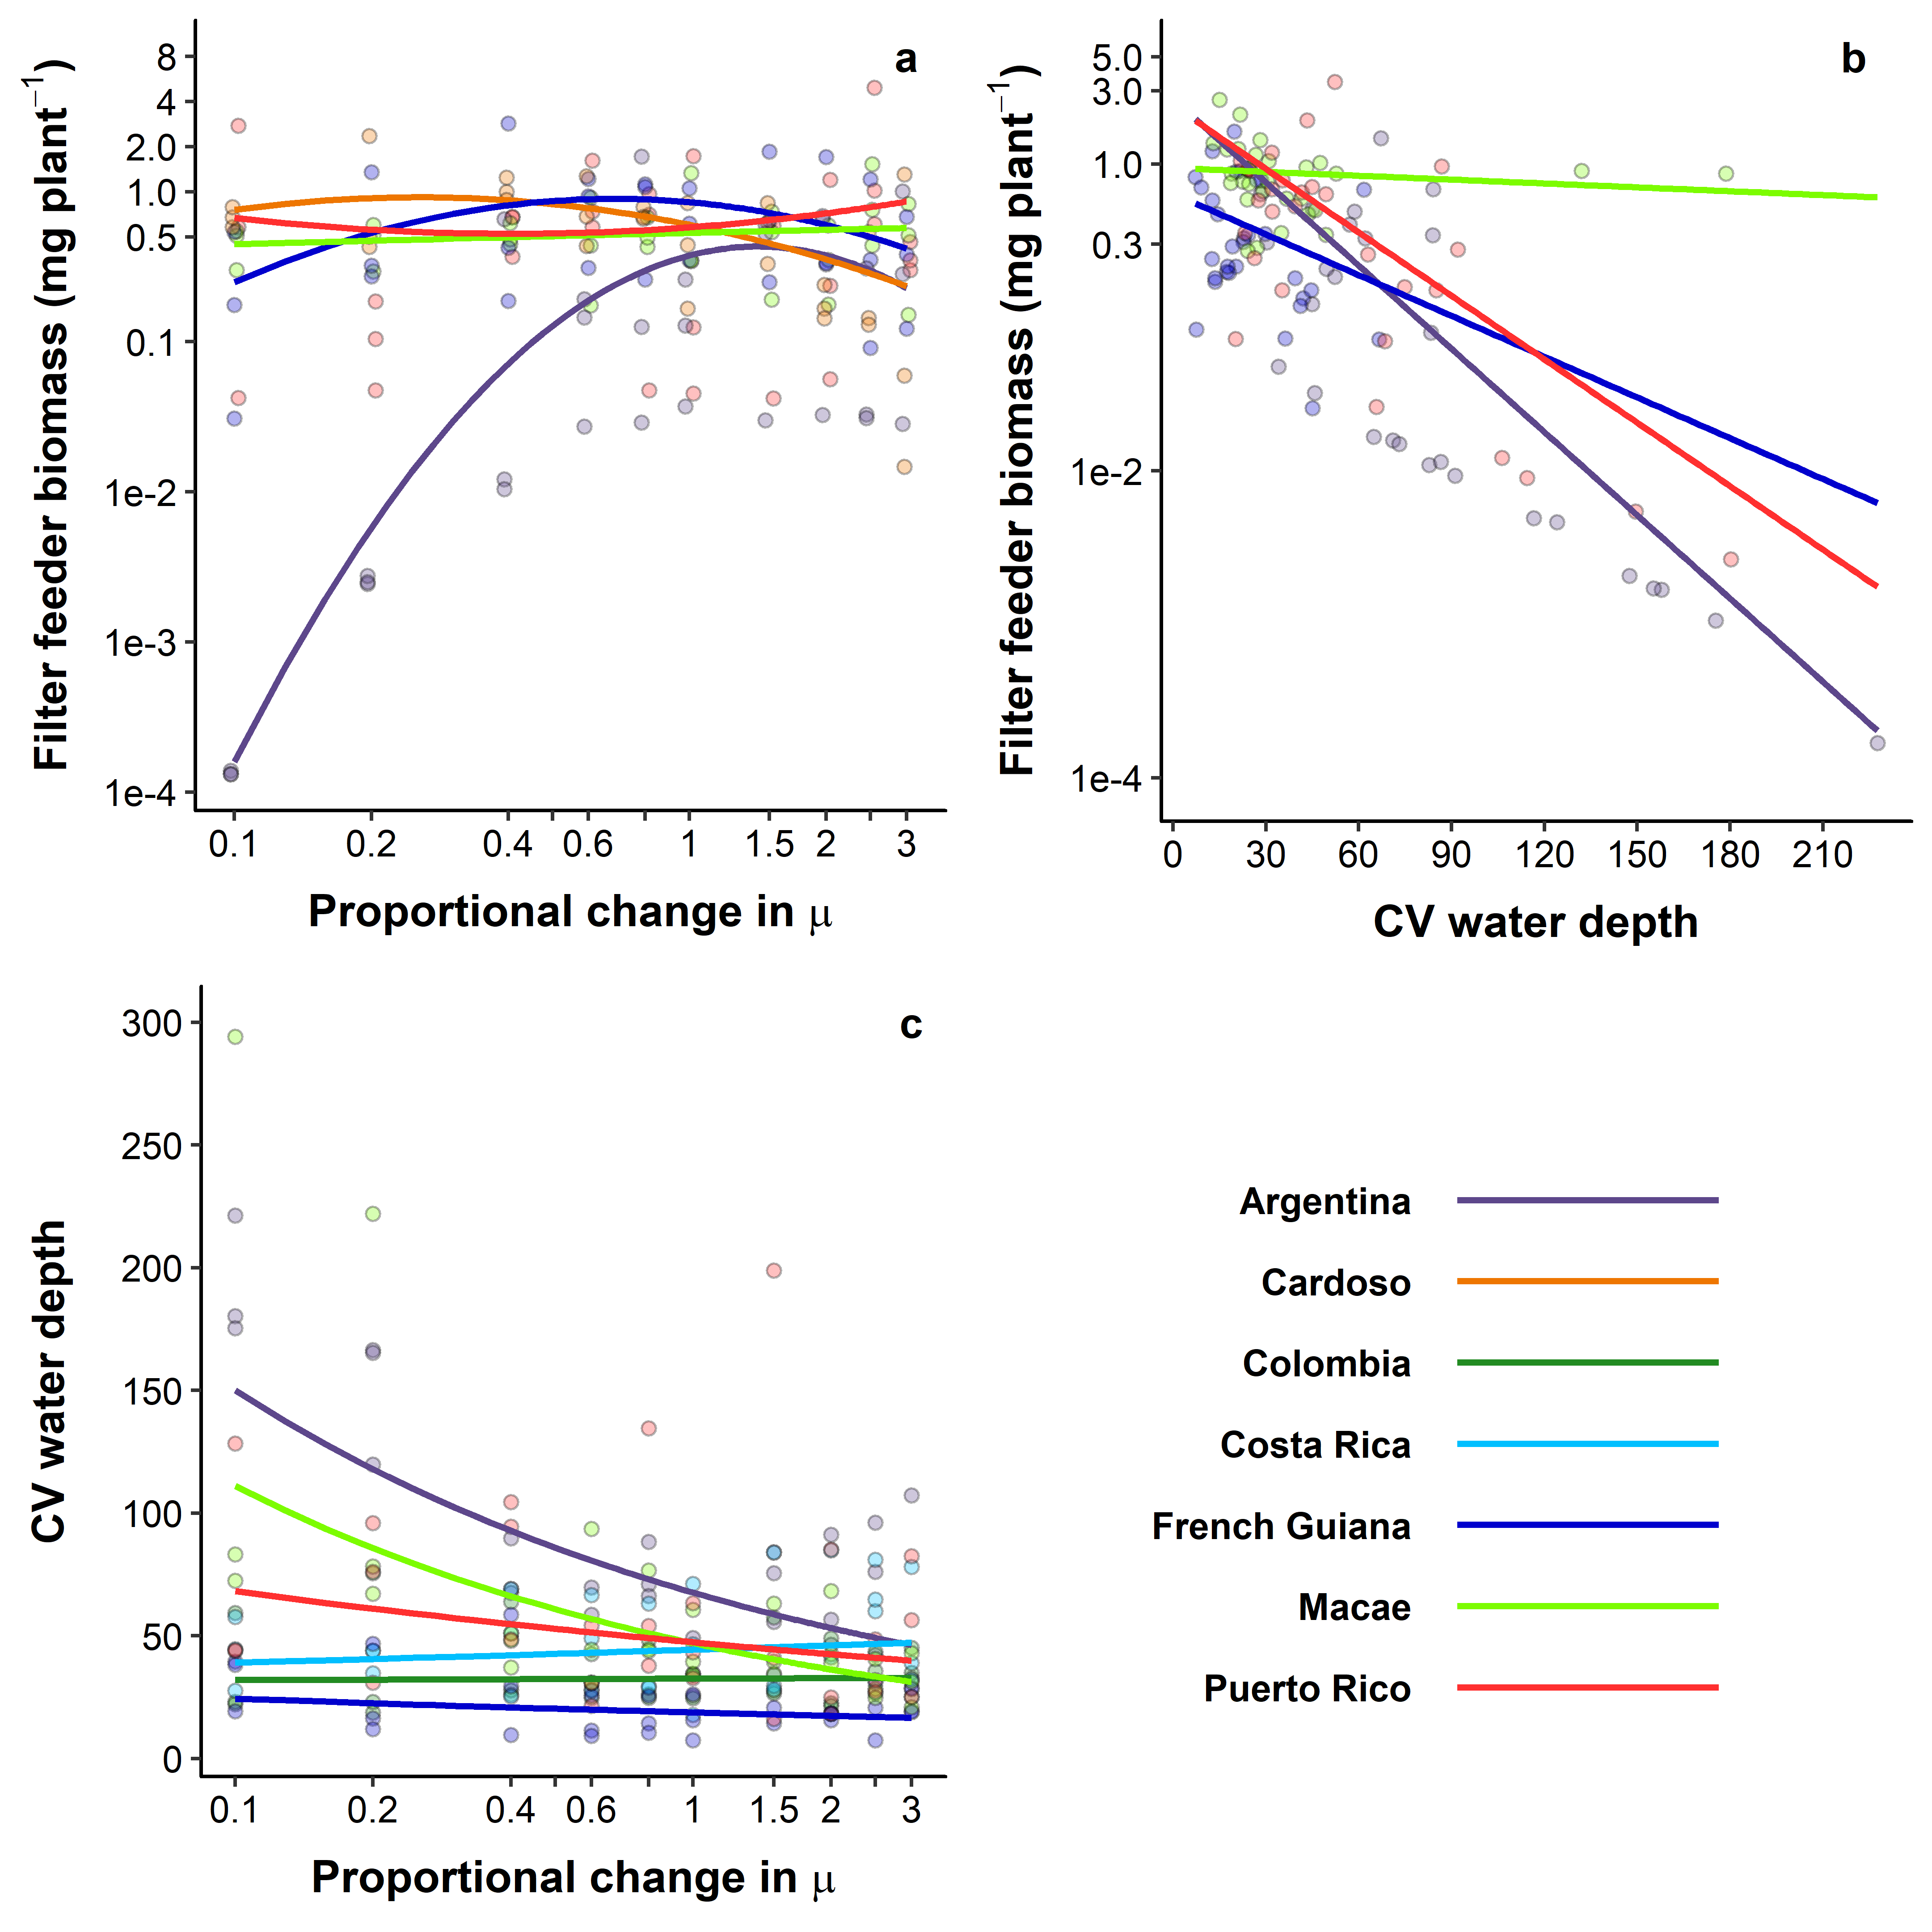 a
Filter feeder biomass (mg plant⁻¹)
8
4
2.0
1.0
0.5
0.1
1e-2
1e-3
1e-4
0.1 0.2 0.4 0.6 1 1.5 2 3
Proportional change in μ
b
Filter feeder biomass (mg plant⁻¹)
5.0
3.0
1.0
0.3
1e-2
1e-4
0 30 60 90 120 150 180 210
CV water depth
c
CV water depth
300
250
200
150
100
50
0
0.1 0.2 0.4 0.6 1 1.5 2 3
Proportional change in μ
Argentina
Cardoso
Colombia
Costa Rica
French Guiana
Macae
Puerto Rico